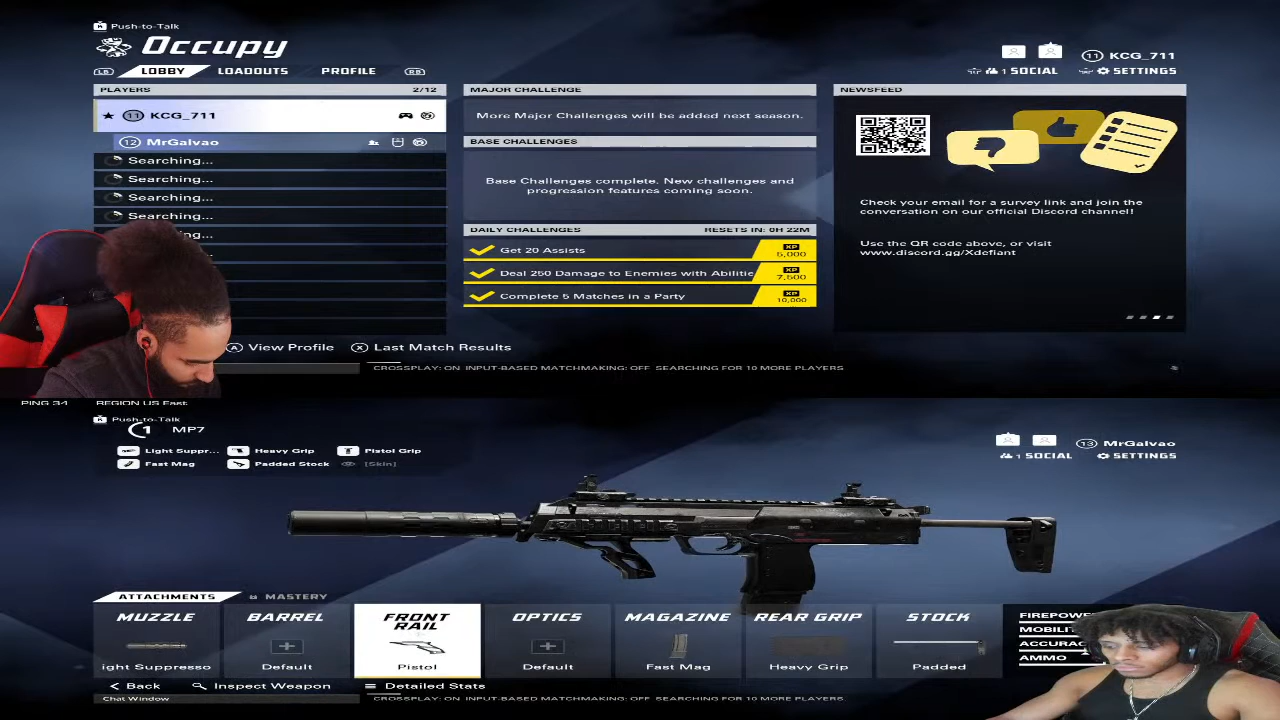 Push-to-Talk
Occupy
KCG_711
LB LOBBY LOADOUTS PROFILE RB
1 SOCIAL SETTINGS
PLAYERS 2/12
11 KCG_711
12 MrGalvao
Searching...
Searching...
Searching...
Searching...
ng...
MAJOR CHALLENGE
More Major Challenges will be added next season.
BASE CHALLENGES
Base Challenges complete. New challenges and
progression features coming soon.
DAILY CHALLENGES RESETS IN: 0H 22M
Get 20 Assists XP 5,000
Deal 250 Damage to Enemies with Abilitie XP 7,500
Complete 5 Matches in a Party XP 10,000
NEWSFEED
Check your email for a survey link and join the
conversation on our official Discord channel!
Use the QR code above, or visit
www.discord.gg/Xdefiant
A View Profile X Last Match Results
CROSSPLAY: ON INPUT-BASED MATCHMAKING: OFF SEARCHING FOR 10 MORE PLAYERS
PING 34 REGION US East
Push-to-Talk
1 MP7
Light Suppr... Heavy Grip Pistol Grip
Fast Mag Padded Stock [Skin]
13 MrGalvao
1 SOCIAL SETTINGS
ATTACHMENTS MASTERY
MUZZLE BARREL FRONT RAIL OPTICS MAGAZINE REAR GRIP STOCK
ight Suppresso Default Pistol Default Fast Mag Heavy Grip Padded
FIREPOWE
MOBILI
ACCURAC
AMMO
Back Inspect Weapon Detailed Stats
Chat Window
CROSSPLAY: ON INPUT-BASED MATCHMAKING: OFF SEARCHING FOR 10 MORE PLAYERS